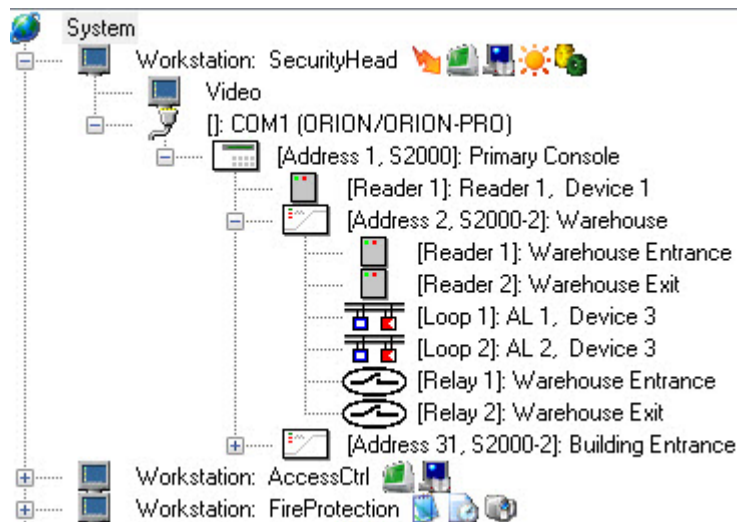 System
Workstation: SecurityHead
Video
[]: COM1 (ORION/ORION-PRO)
[Address 1, S2000]: Primary Console
[Reader 1]: Reader 1, Device 1
[Address 2, S2000-2]: Warehouse
[Reader 1]: Warehouse Entrance
[Reader 2]: Warehouse Exit
[Loop 1]: AL 1, Device 3
[Loop 2]: AL 2, Device 3
[Relay 1]: Warehouse Entrance
[Relay 2]: Warehouse Exit
[Address 31, S2000-2]: Building Entrance
Workstation: AccessCtrl
Workstation: FireProtection